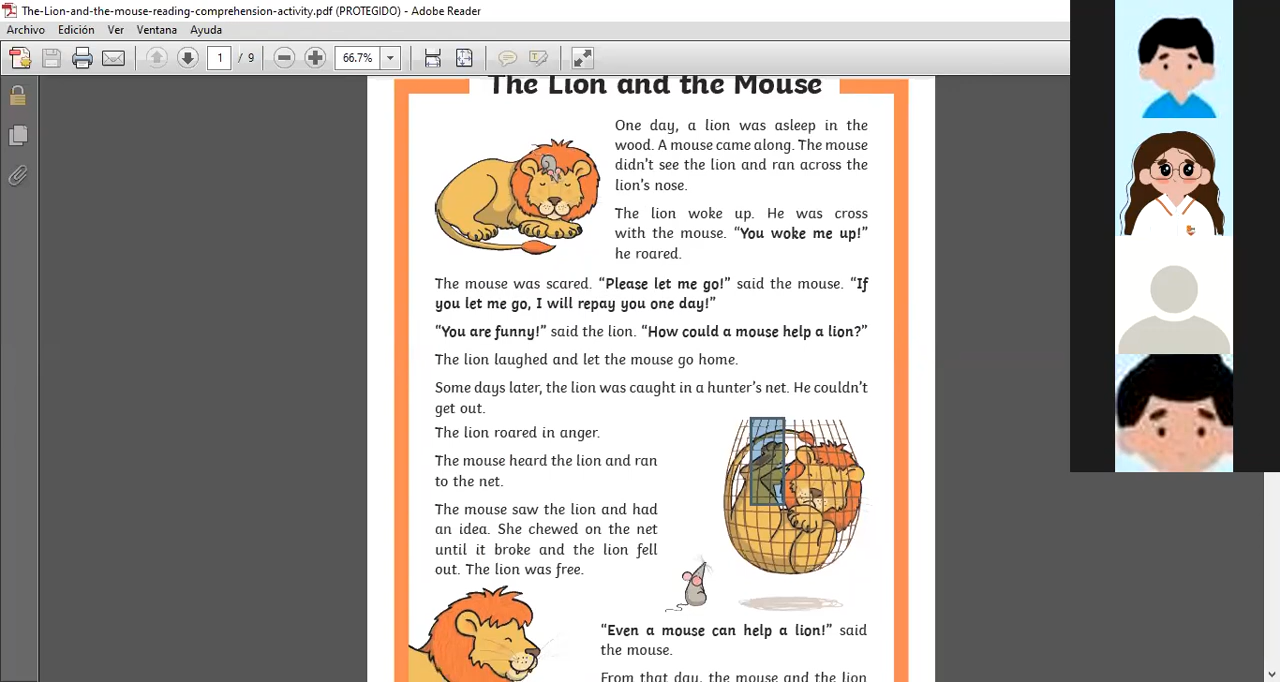 The-Lion-and-the-mouse-reading-comprehension-activity.pdf (PROTEGIDO) - Adobe Reader
Archivo Edición Ver Ventana Ayuda
1 / 9 66.7%
The Lion and the Mouse
One day, a lion was asleep in the
wood. A mouse came along. The mouse
didn't see the lion and ran across the
lion's nose.
The lion woke up. He was cross
with the mouse. "You woke me up!"
he roared.
The mouse was scared. "Please let me go!" said the mouse. "If
you let me go, I will repay you one day!"
"You are funny!" said the lion. "How could a mouse help a lion?"
The lion laughed and let the mouse go home.
Some days later, the lion was caught in a hunter's net. He couldn't
get out.
The lion roared in anger.
The mouse heard the lion and ran
to the net.
The mouse saw the lion and had
an idea. She chewed on the net
until it broke and the lion fell
out. The lion was free.
"Even a mouse can help a lion!" said
the mouse.
From that day, the mouse and the lion